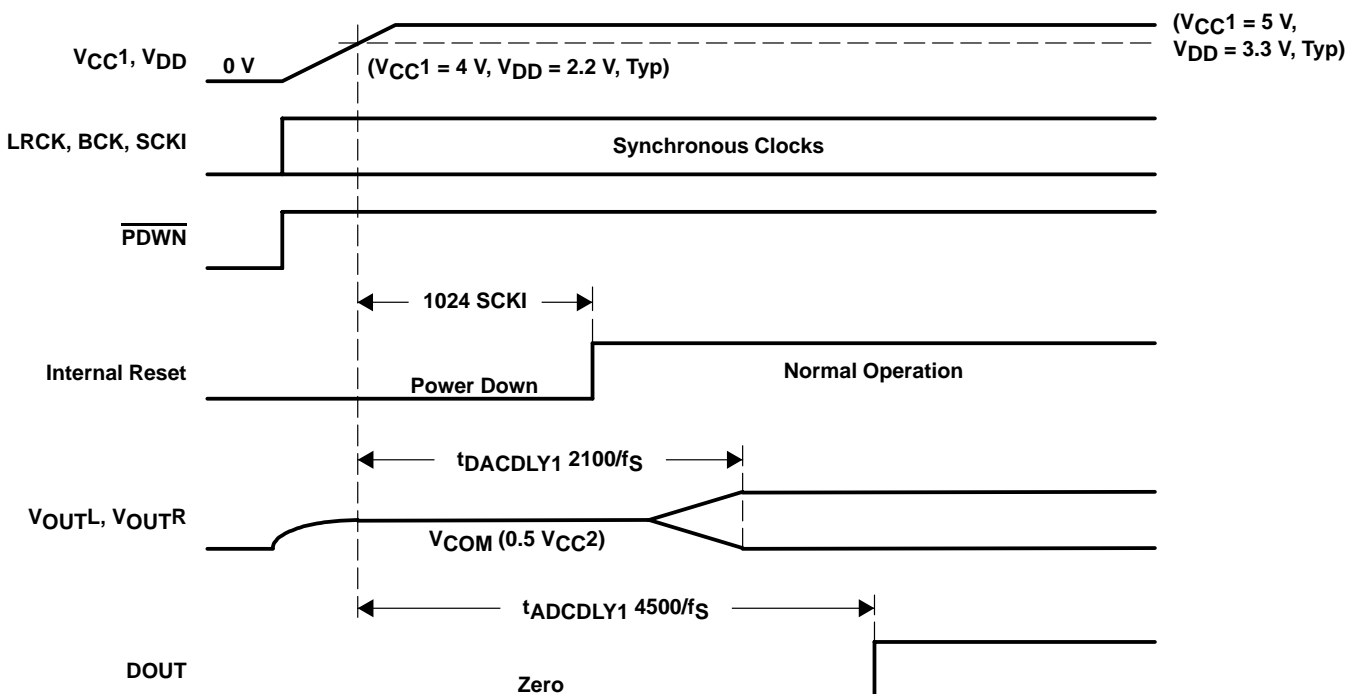 (VCC1 = 5 V,
VDD = 3.3 V, Typ)
VCC1, VDD
0 V
(VCC1 = 4 V, VDD = 2.2 V, Typ)
LRCK, BCK, SCKI
Synchronous Clocks
PDWN
1024 SCKI
Internal Reset
Power Down
Normal Operation
tDACDLY1 2100/fS
VOUTL, VOUTR
VCOM (0.5 VCC2)
tADCDLY1 4500/fS
DOUT
Zero